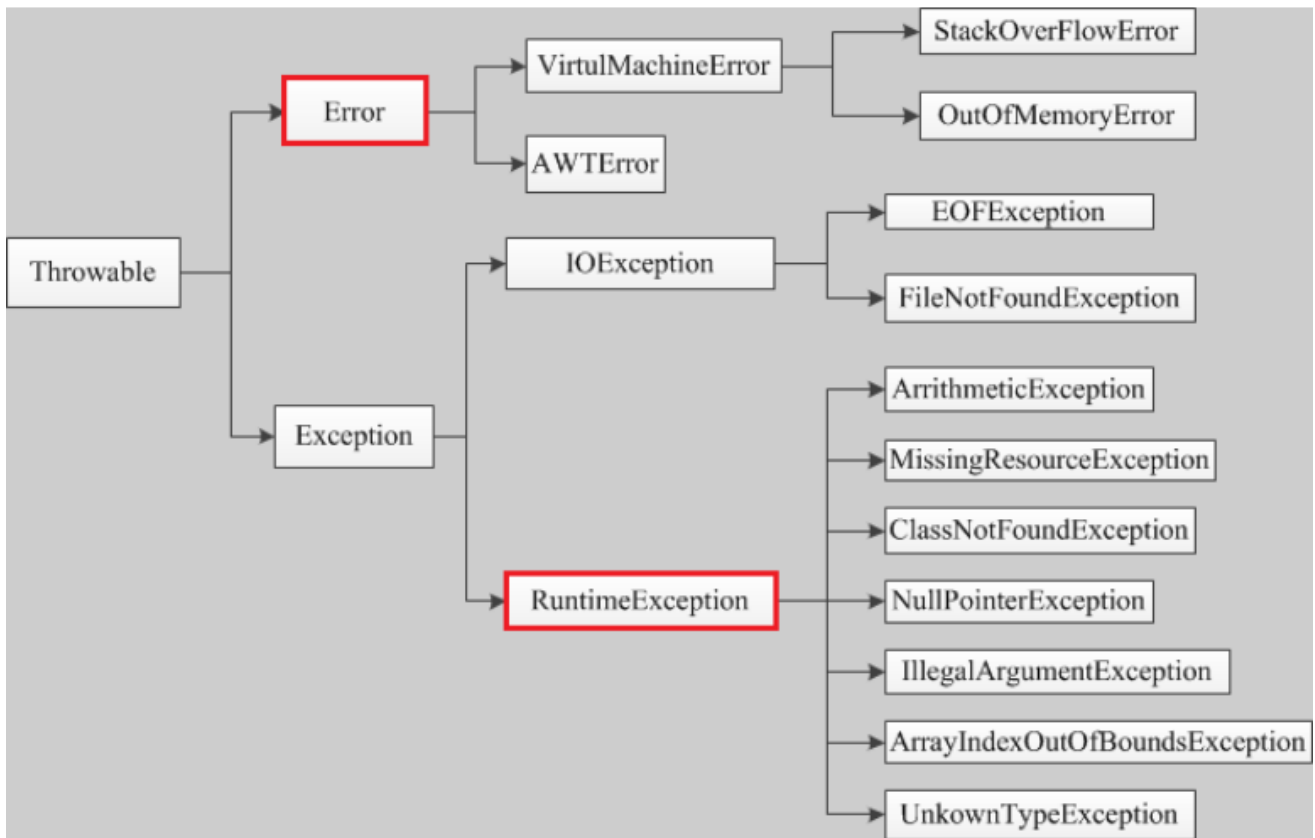 StackOverFlowError
VirtulMachineError
Error
OutOfMemoryError
AWTError
EOFException
Throwable
IOException
FileNotFoundException
ArrithmeticException
Exception
MissingResourceException
ClassNotFoundException
RuntimeException
NullPointerException
IllegalArgumentException
ArrayIndexOutOfBoundsException
UnkownTypeException